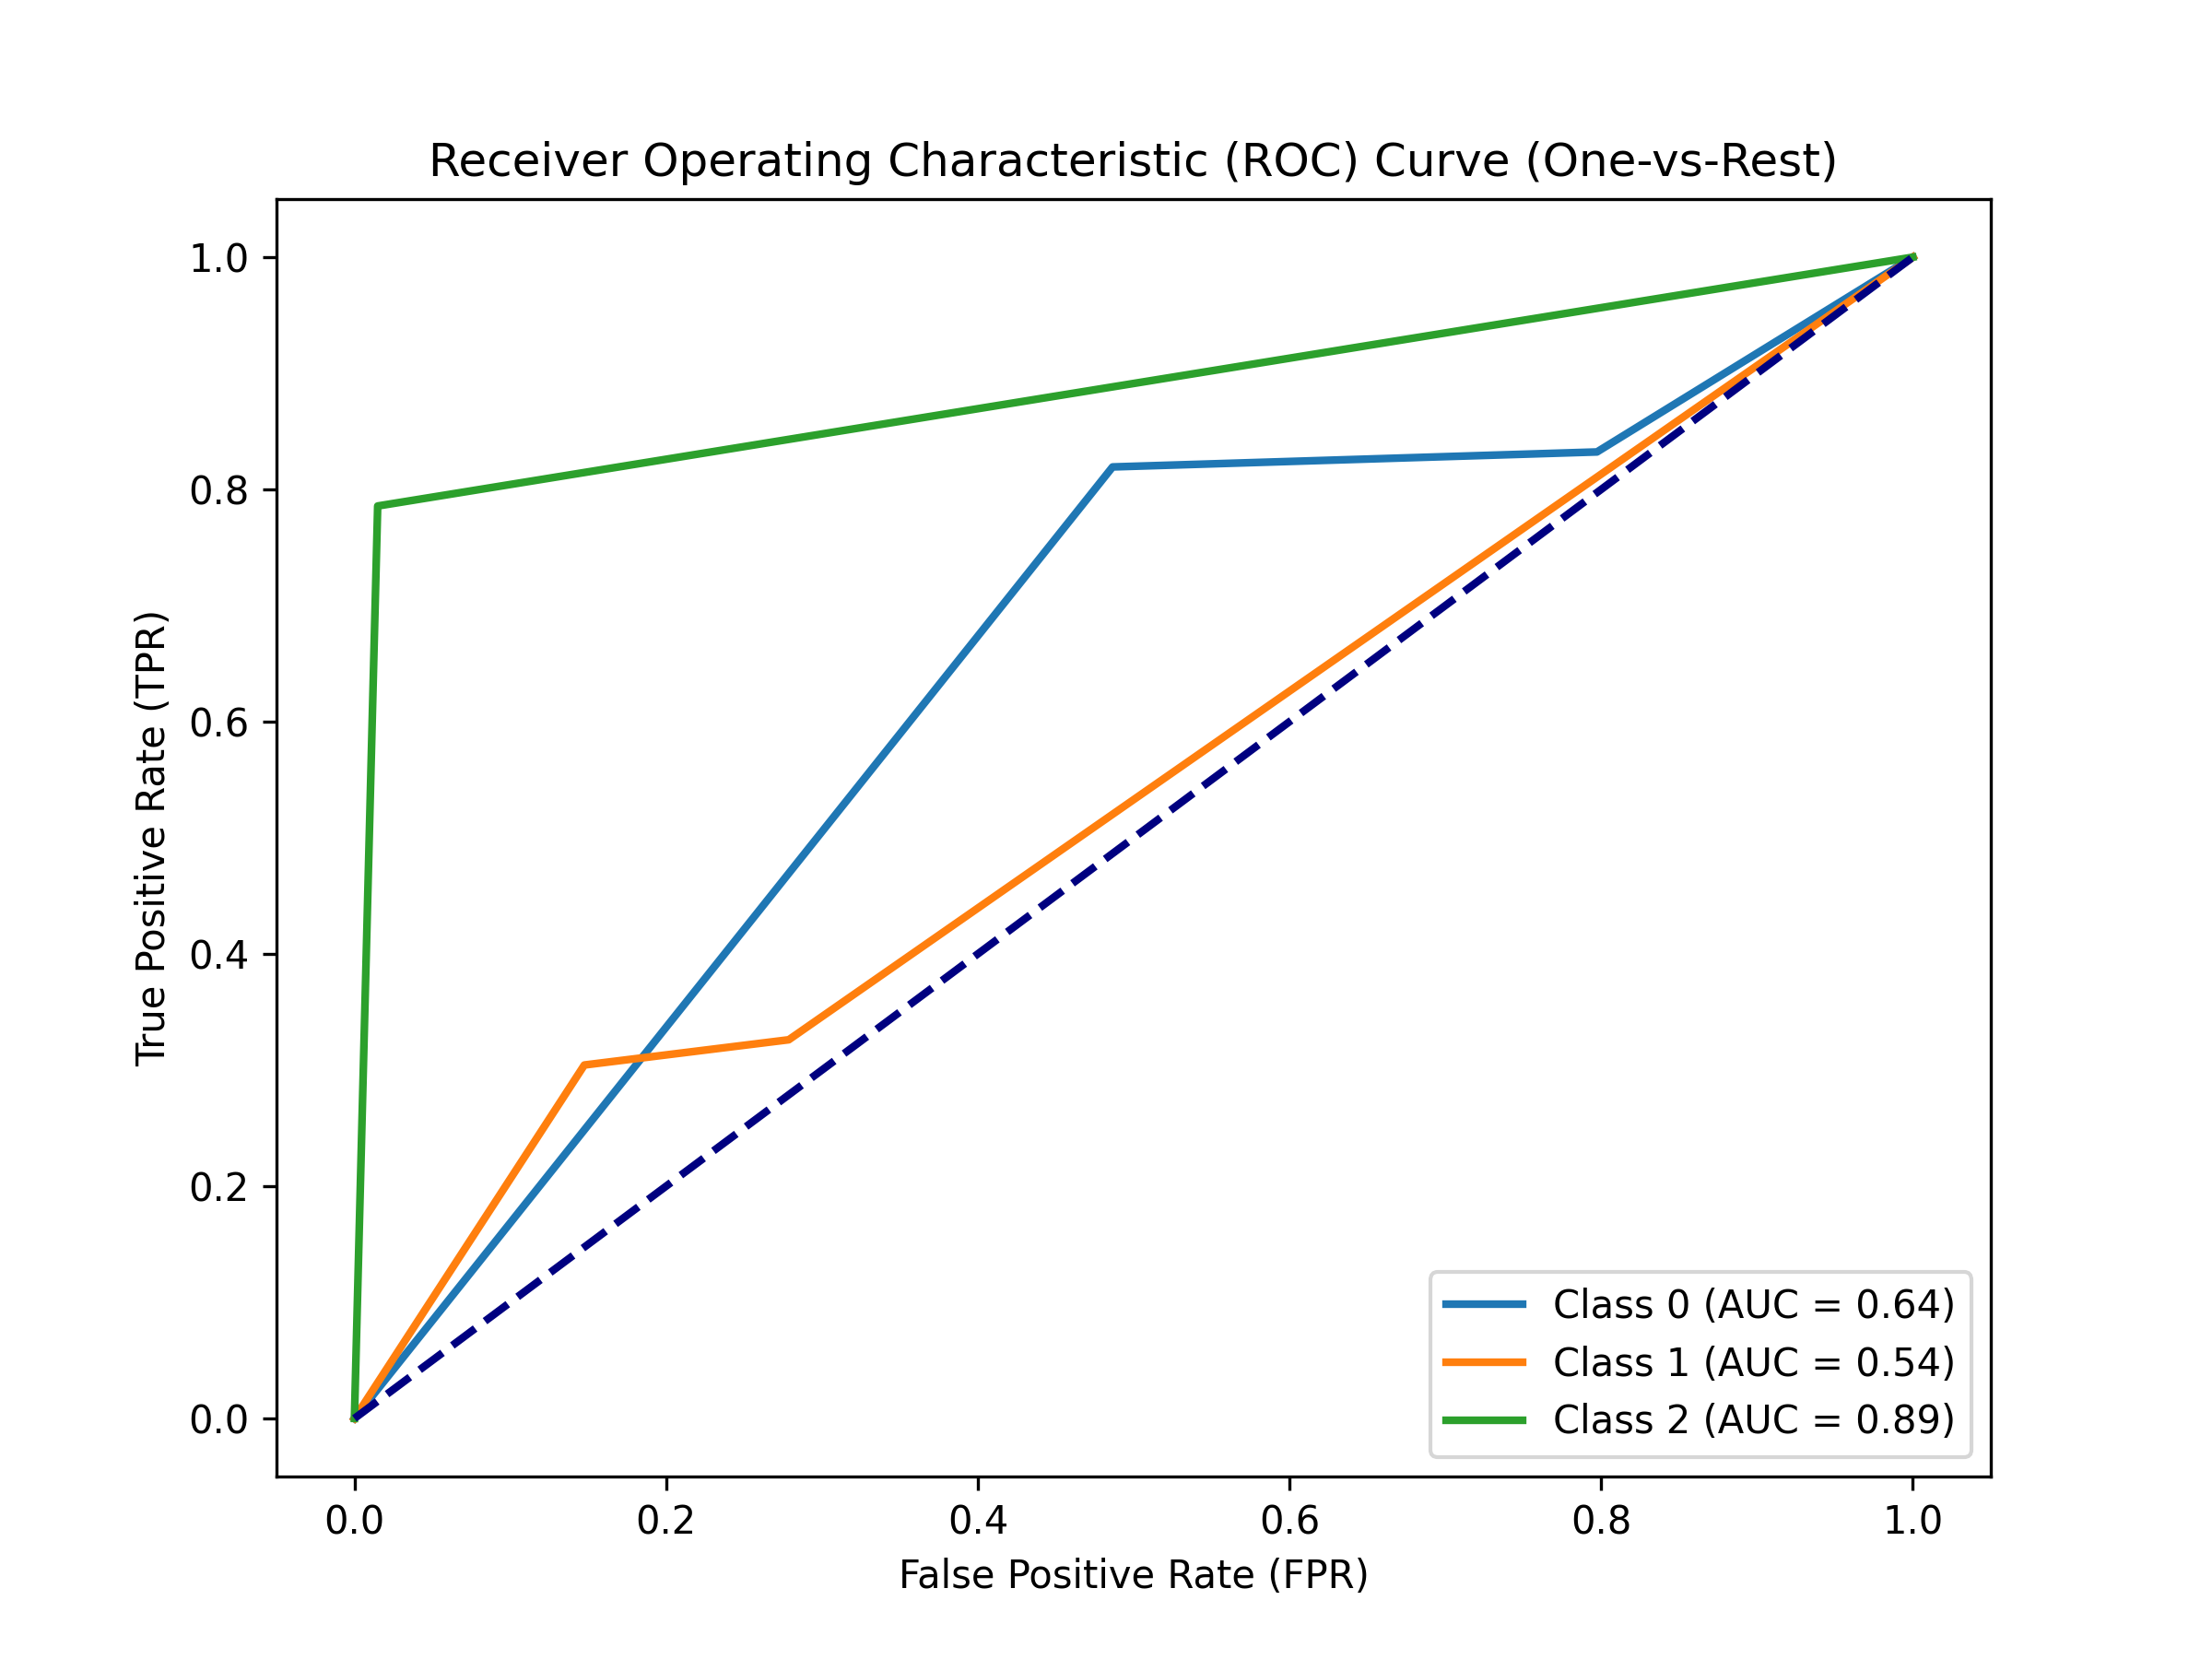 Receiver Operating Characteristic (ROC) Curve (One-vs-Rest)
1.0
0.8
0.6
0.4
0.2
0.0
True Positive Rate (TPR)
Class 0 (AUC = 0.64)
Class 1 (AUC = 0.54)
Class 2 (AUC = 0.89)
0.0 0.2 0.4 0.6 0.8 1.0
False Positive Rate (FPR)